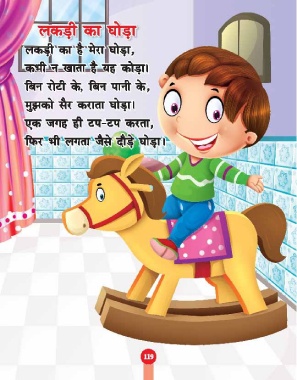 लकड़ी का घोड़ा
लकड़ी का है मेरा घोड़ा,
कभी न खाता है यह कोड़ा।
बिन रोटी के, बिन पानी के,
मुझको सैर कराता घोड़ा।
एक जगह ही टप-टप करता,
फिर भी लगता जैसे दौड़े घोड़ा।
119